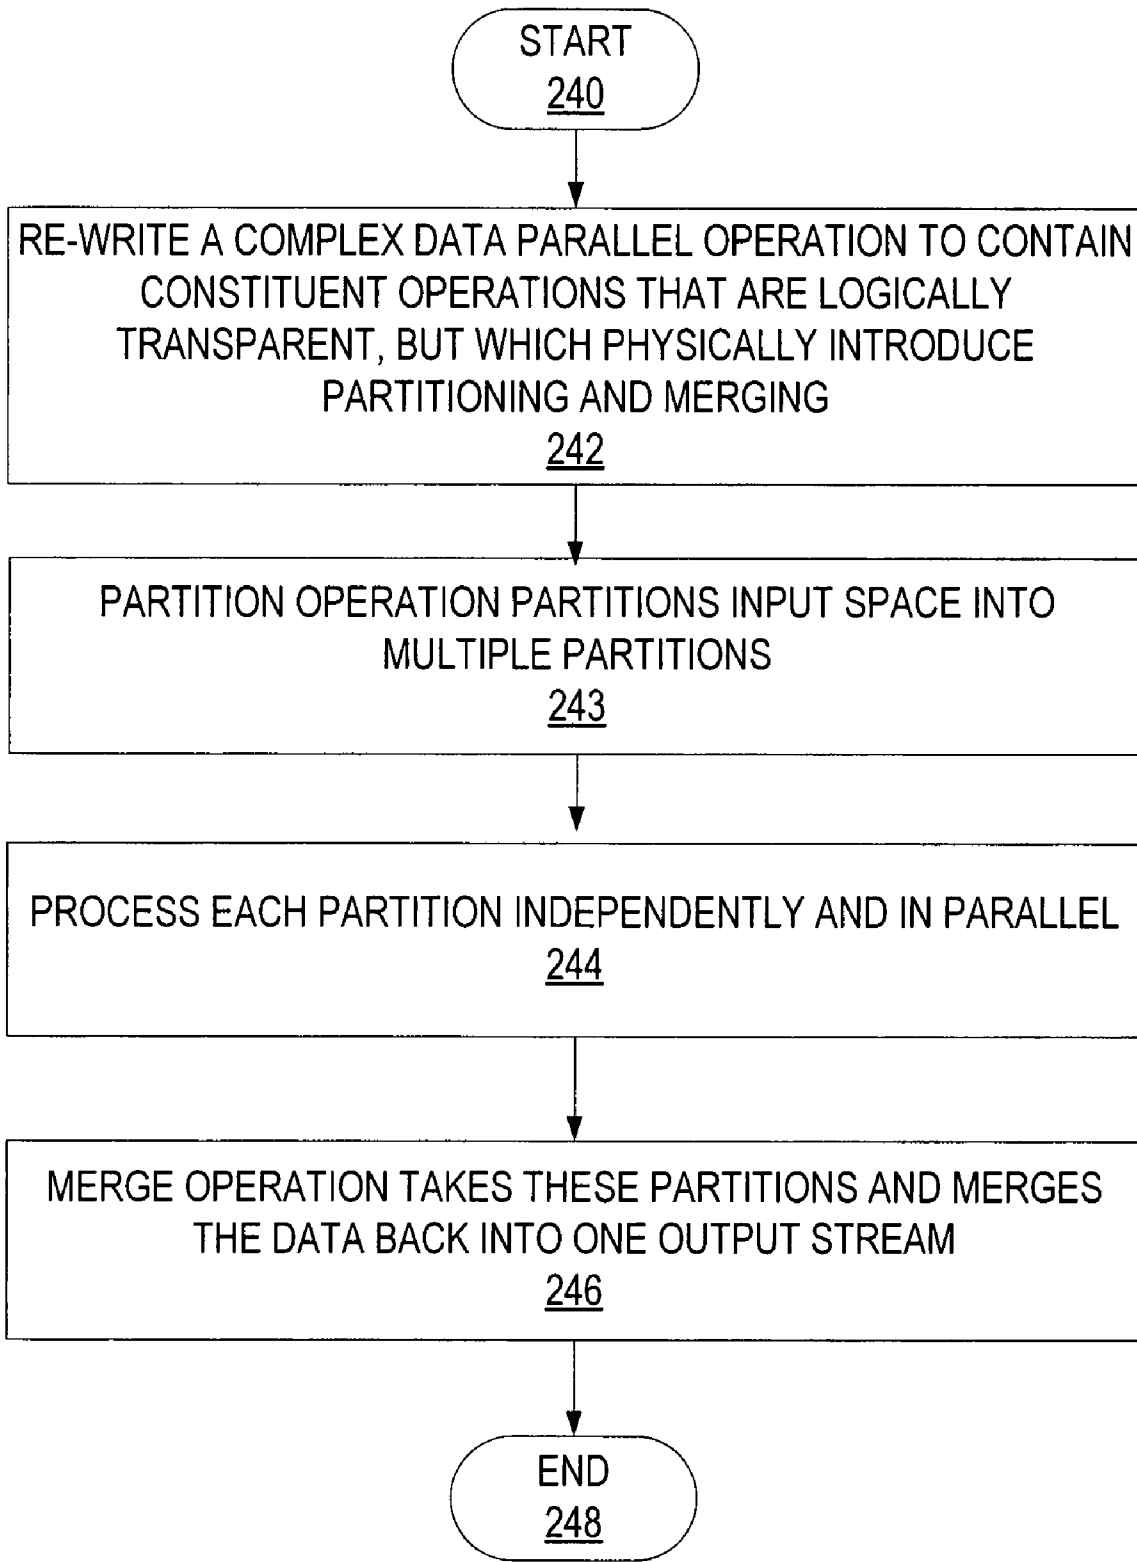 START
240
RE-WRITE A COMPLEX DATA PARALLEL OPERATION TO CONTAIN
CONSTITUENT OPERATIONS THAT ARE LOGICALLY
TRANSPARENT, BUT WHICH PHYSICALLY INTRODUCE
PARTITIONING AND MERGING
242
PARTITION OPERATION PARTITIONS INPUT SPACE INTO
MULTIPLE PARTITIONS
243
PROCESS EACH PARTITION INDEPENDENTLY AND IN PARALLEL
244
MERGE OPERATION TAKES THESE PARTITIONS AND MERGES
THE DATA BACK INTO ONE OUTPUT STREAM
246
END
248